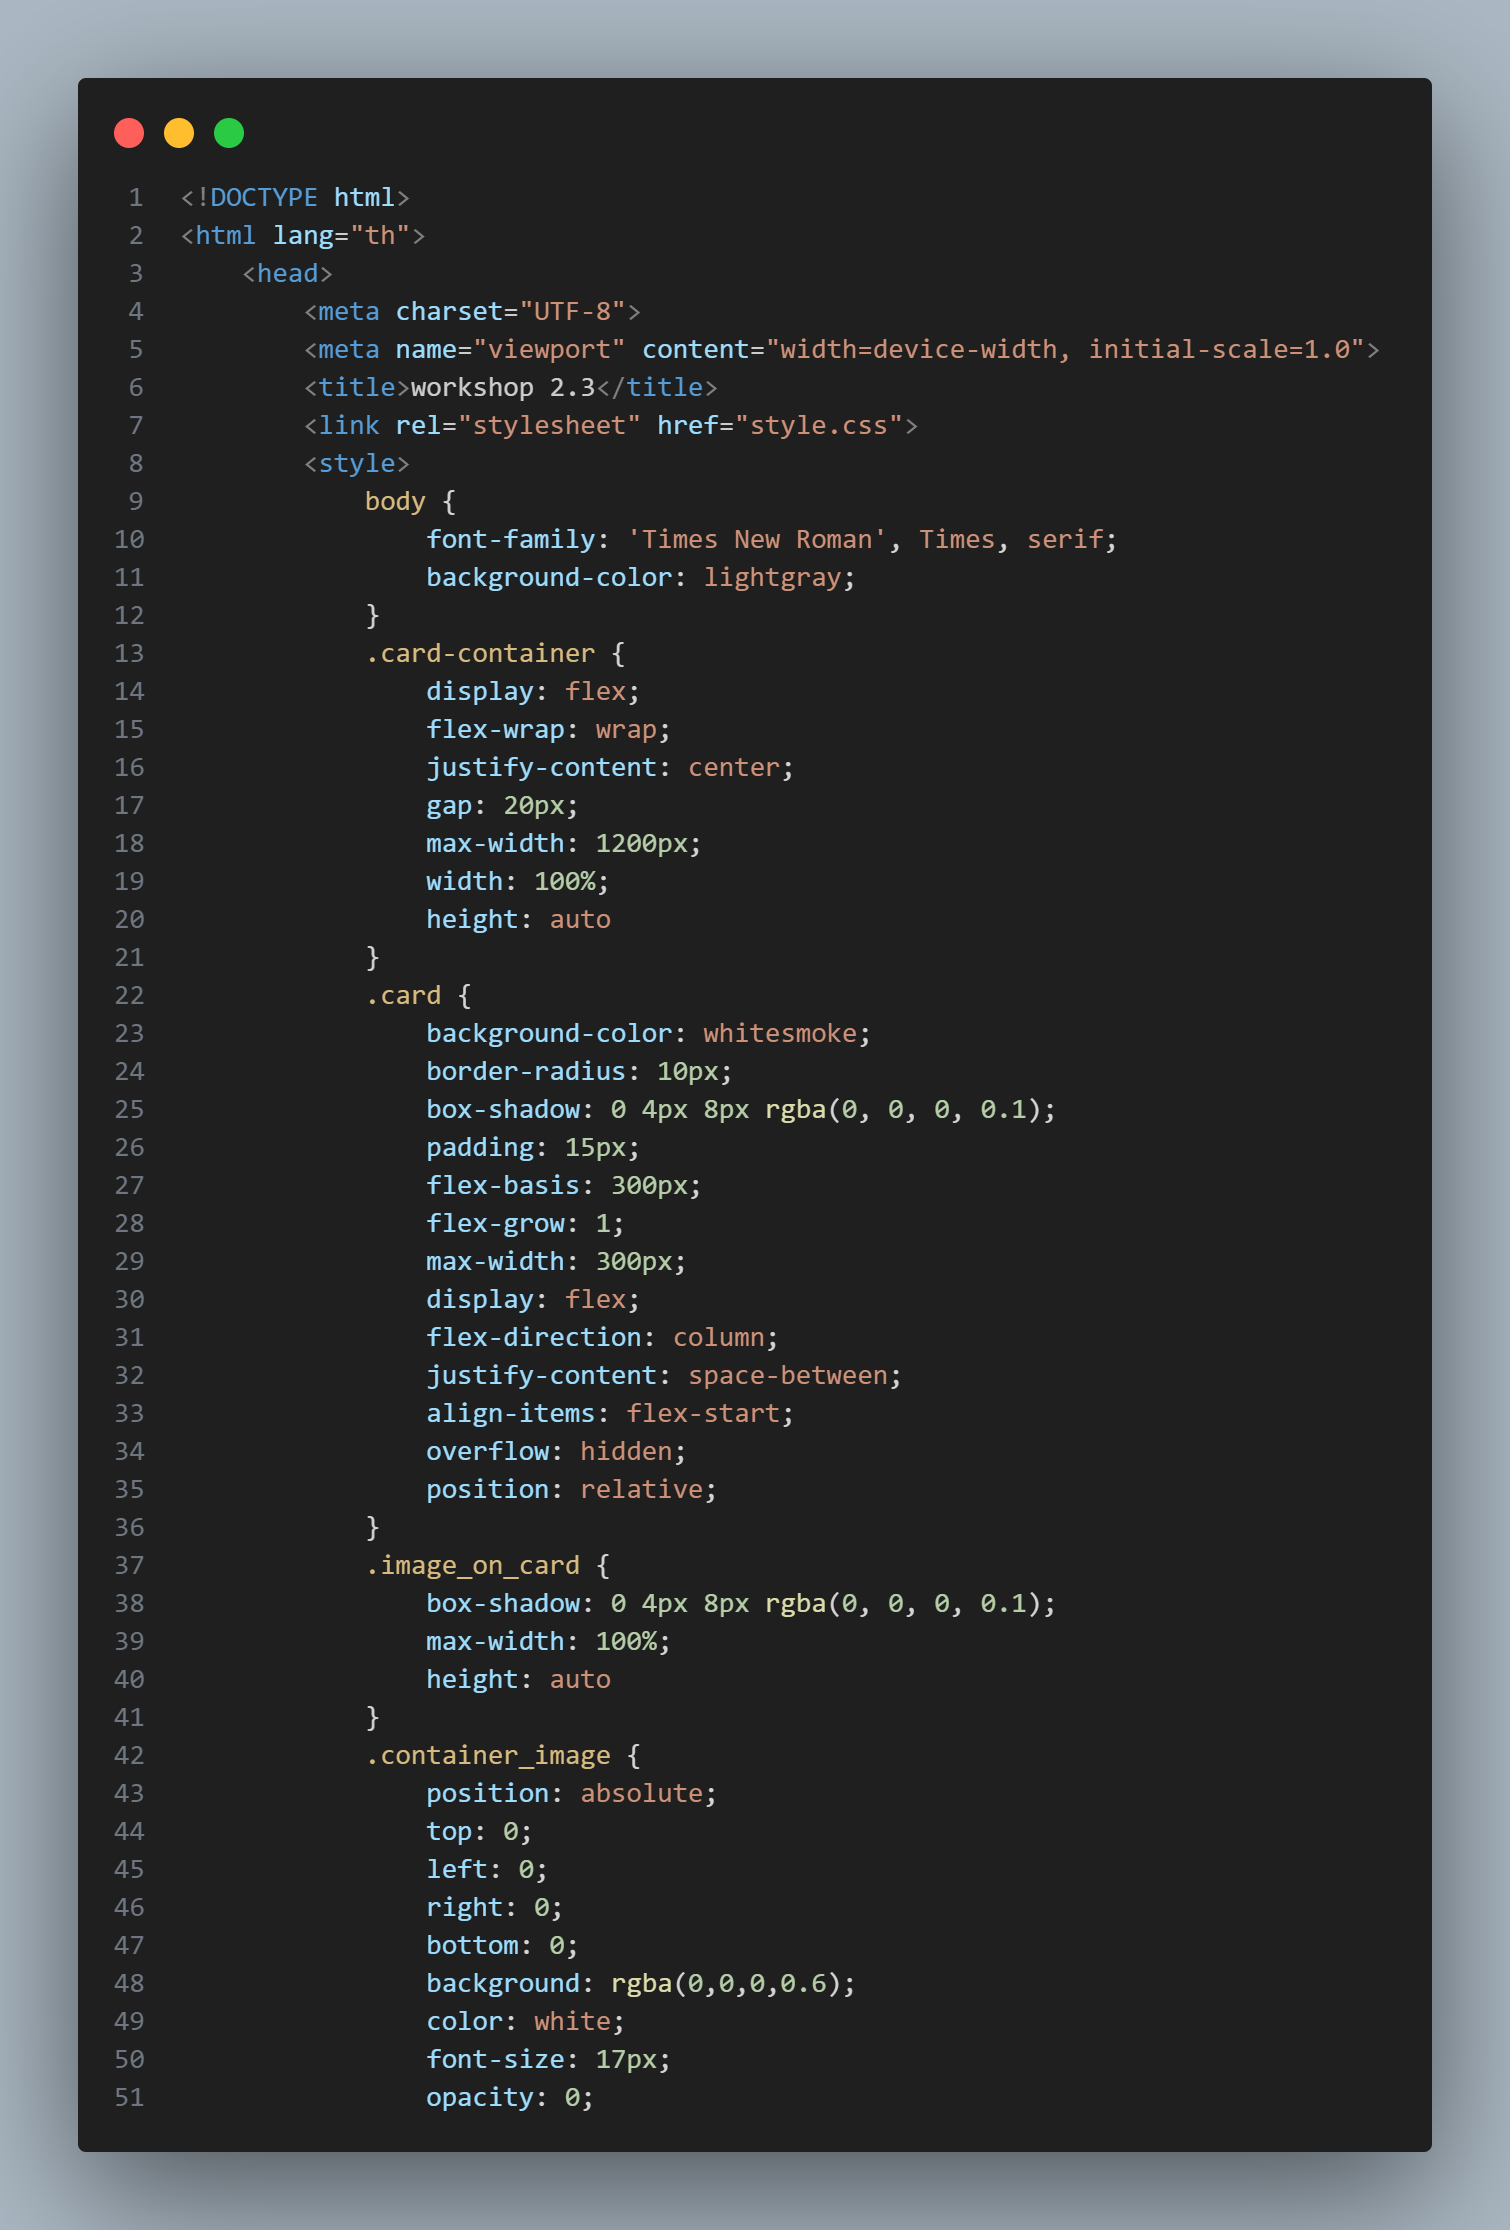 1 <!DOCTYPE html>
2 <html lang="th">
3     <head>
4         <meta charset="UTF-8">
5         <meta name="viewport" content="width=device-width, initial-scale=1.0">
6         <title>workshop 2.3</title>
7         <link rel="stylesheet" href="style.css">
8         <style>
9             body {
10                 font-family: 'Times New Roman', Times, serif;
11                 background-color: lightgray;
12             }
13             .card-container {
14                 display: flex;
15                 flex-wrap: wrap;
16                 justify-content: center;
17                 gap: 20px;
18                 max-width: 1200px;
19                 width: 100%;
20                 height: auto
21             }
22             .card {
23                 background-color: whitesmoke;
24                 border-radius: 10px;
25                 box-shadow: 0 4px 8px rgba(0, 0, 0, 0.1);
26                 padding: 15px;
27                 flex-basis: 300px;
28                 flex-grow: 1;
29                 max-width: 300px;
30                 display: flex;
31                 flex-direction: column;
32                 justify-content: space-between;
33                 align-items: flex-start;
34                 overflow: hidden;
35                 position: relative;
36             }
37             .image_on_card {
38                 box-shadow: 0 4px 8px rgba(0, 0, 0, 0.1);
39                 max-width: 100%;
40                 height: auto
41             }
42             .container_image {
43                 position: absolute;
44                 top: 0;
45                 left: 0;
46                 right: 0;
47                 bottom: 0;
48                 background: rgba(0,0,0,0.6);
49                 color: white;
50                 font-size: 17px;
51                 opacity: 0;